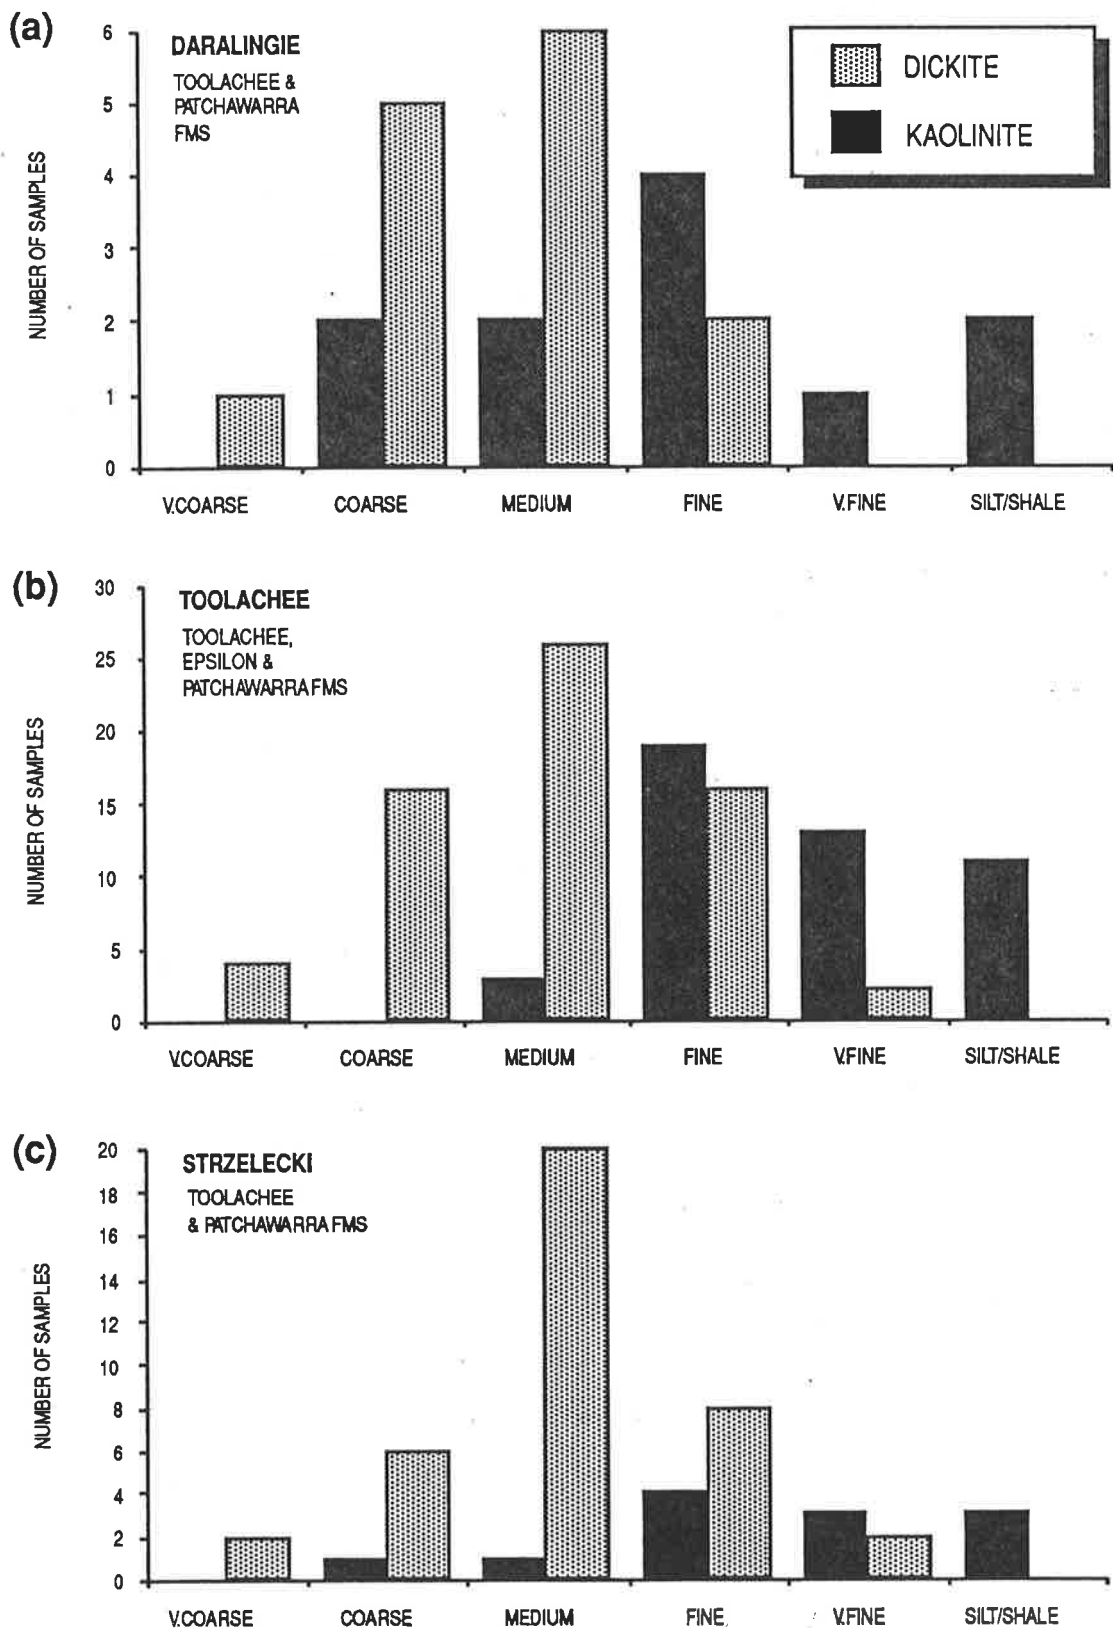 (a)
DARALINGIE
TOOLACHEE &
PATCHAWARRA
FMS
DICKITE
KAOLINITE
NUMBER OF SAMPLES
6
5
4
3
2
1
0
V.COARSE COARSE MEDIUM FINE V.FINE SILT/SHALE
(b)
TOOLACHEE
TOOLACHEE,
EPSILON &
PATCHAWARRA FMS
NUMBER OF SAMPLES
30
25
20
15
10
5
0
V.COARSE COARSE MEDIUM FINE V.FINE SILT/SHALE
(c)
STRZELECKI
TOOLACHEE
& PATCHAWARRA FMS
NUMBER OF SAMPLES
20
18
16
14
12
10
8
6
4
2
0
V.COARSE COARSE MEDIUM FINE V.FINE SILT/SHALE